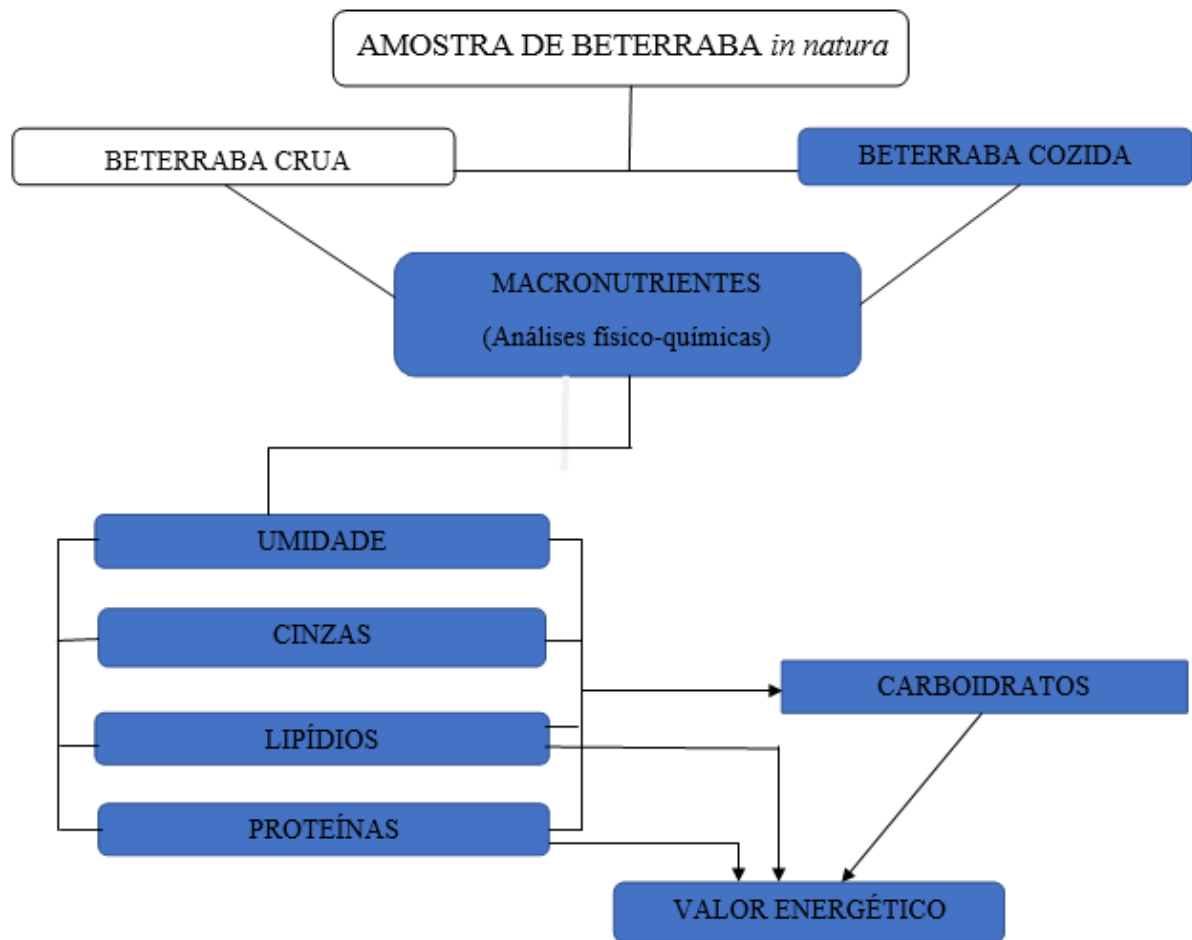 AMOSTRA DE BETERRABA in natura
BETERRABA CRUA
BETERRABA COZIDA
MACRONUTRIENTES
(Análises físico-químicas)
UMIDADE
CINZAS
LIPÍDIOS
PROTEÍNAS
CARBOIDRATOS
VALOR ENERGÉTICO